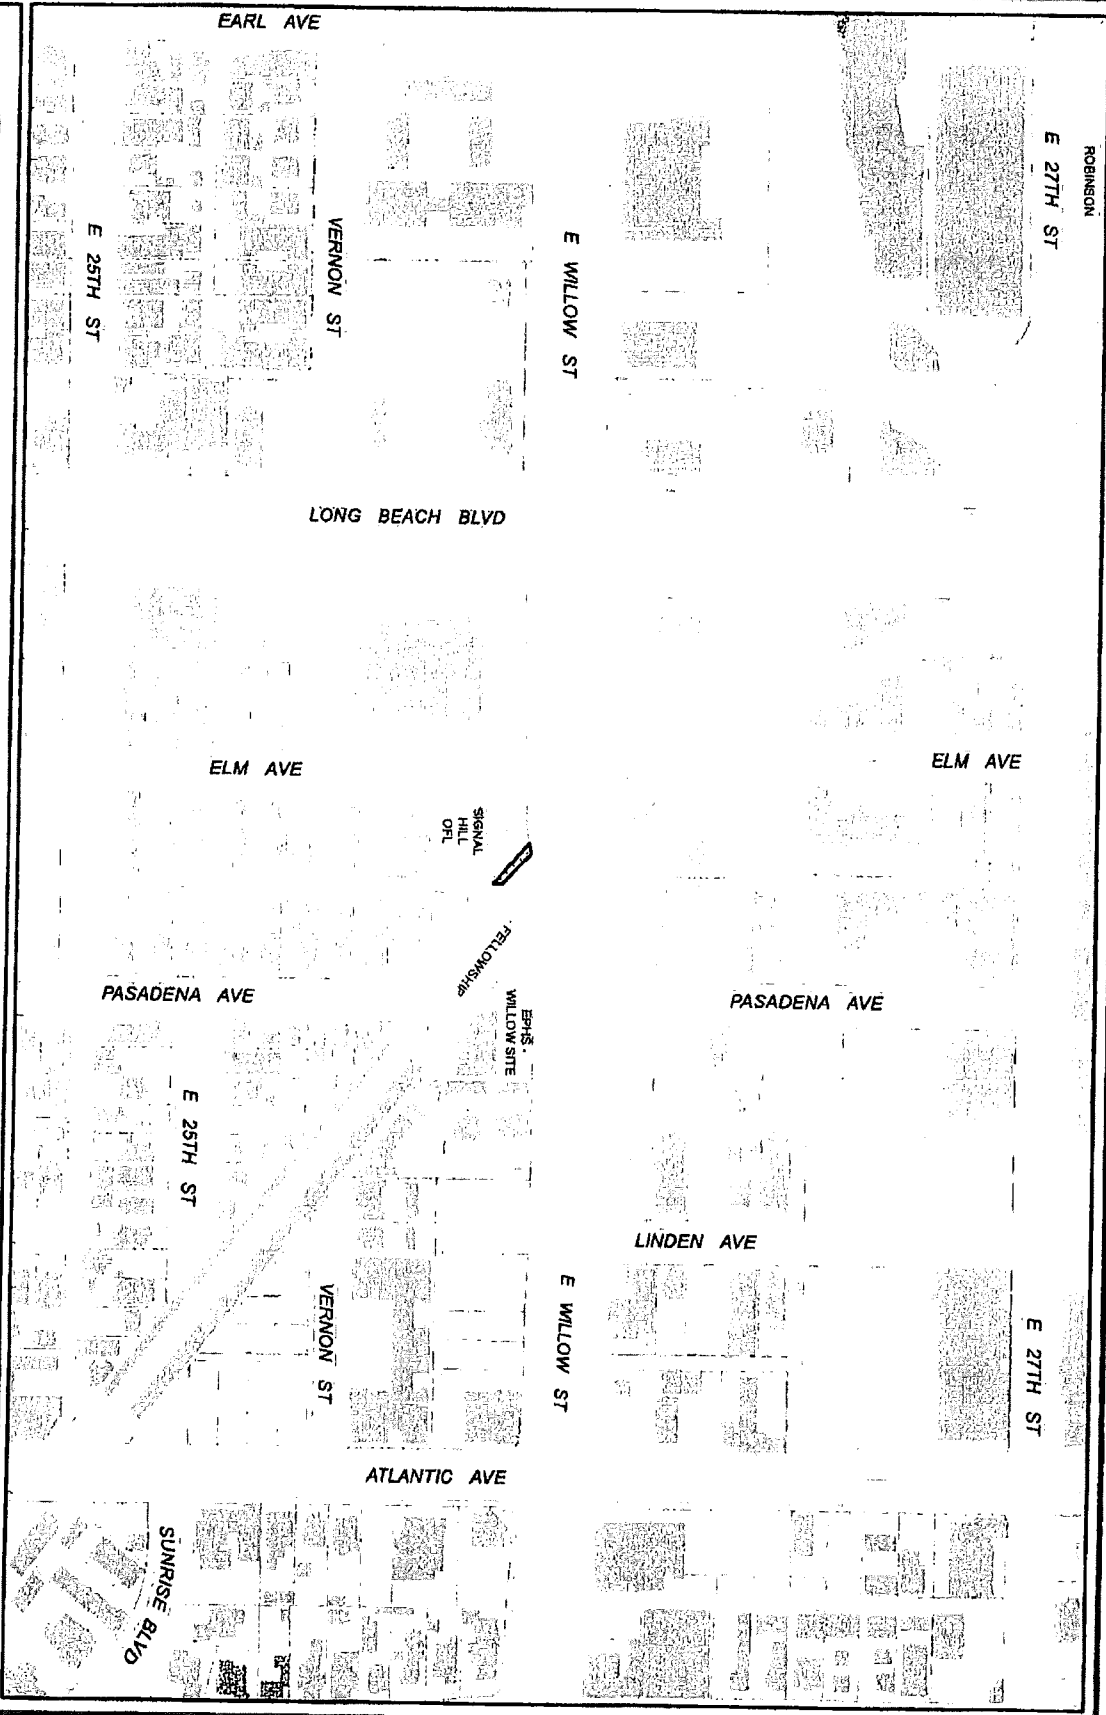 EARL AVE
ROBINSON
E 27TH ST
E 25TH ST
VERNON ST
E WILLOW ST
LONG BEACH BLVD
ELM AVE
ELM AVE
SIGNAL
HILL
OFL
FELLOWSHIP
EPHS -
WILLOW SITE
PASADENA AVE
PASADENA AVE
E 25TH ST
LINDEN AVE
VERNON ST
E WILLOW ST
E 27TH ST
ATLANTIC AVE
SUNRISE BLVD